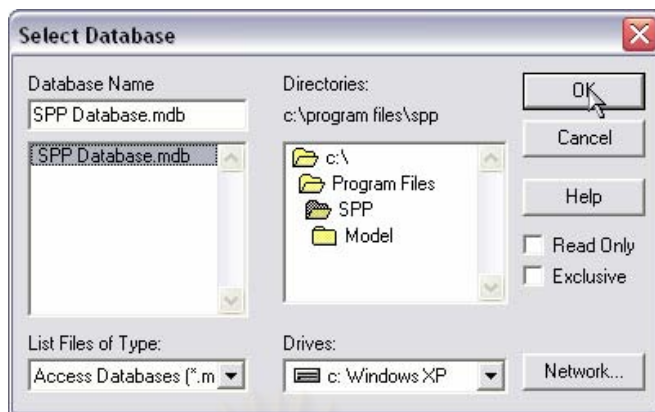 Select Database
Database Name
SPP Database.mdb
SPP Database.mdb
List Files of Type:
Access Databases (*.m
Directories:
c:\program files\spp
c:\
Program Files
SPP
Model
Drives:
c: Windows XP
OK
Cancel
Help
Read Only
Exclusive
Network...